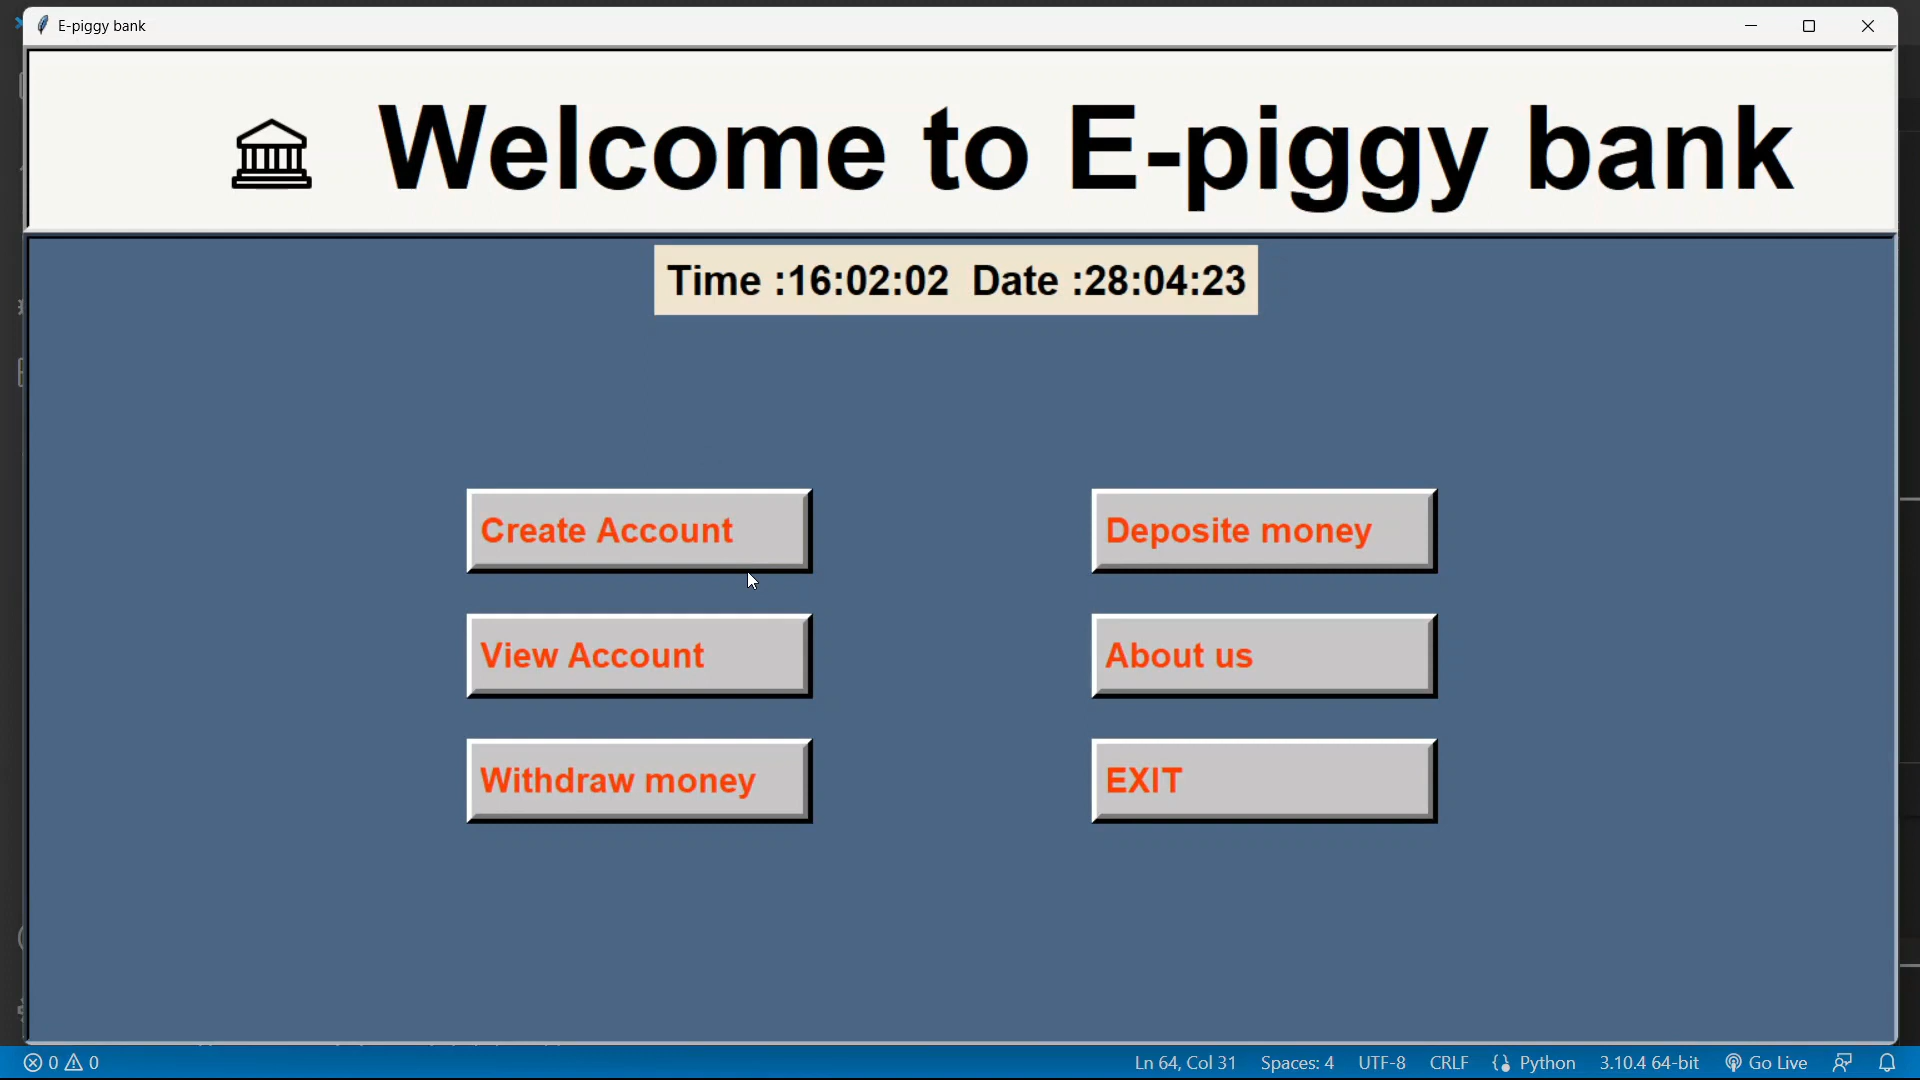 E-piggy bank
Welcome to E-piggy bank
Time :16:02:02 Date :28:04:23
Create Account
Deposite money
View Account
About us
Withdraw money
EXIT
0 0 Ln 64, Col 31 Spaces: 4 UTF-8 CRLF Python 3.10.4 64-bit Go Live